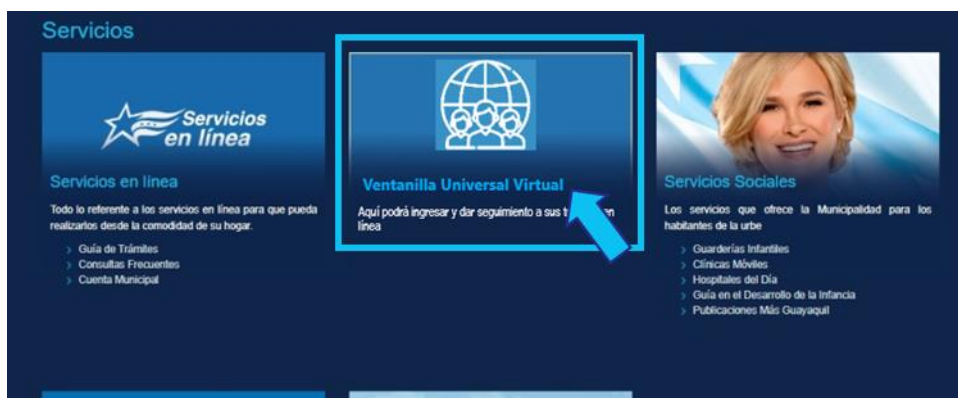 Servicios
Servicios
en línea
Servicios en línea
Todo lo referente a los servicios en línea para que pueda
realizarlos desde la comodidad de su hogar.
Guía de Trámites
Consultas Frecuentes
Cuenta Municipal
Ventanilla Universal Virtual
Aquí podrá ingresar y dar seguimiento a sus en
línea
Servicios Sociales
Los servicios que ofrece la Municipalidad para los
habitantes de la urbe
Guarderías Infantiles
Clínicas Móviles
Hospitales del Día
Guía en el Desarrollo de la Infancia
Publicaciones Más Guayaquil